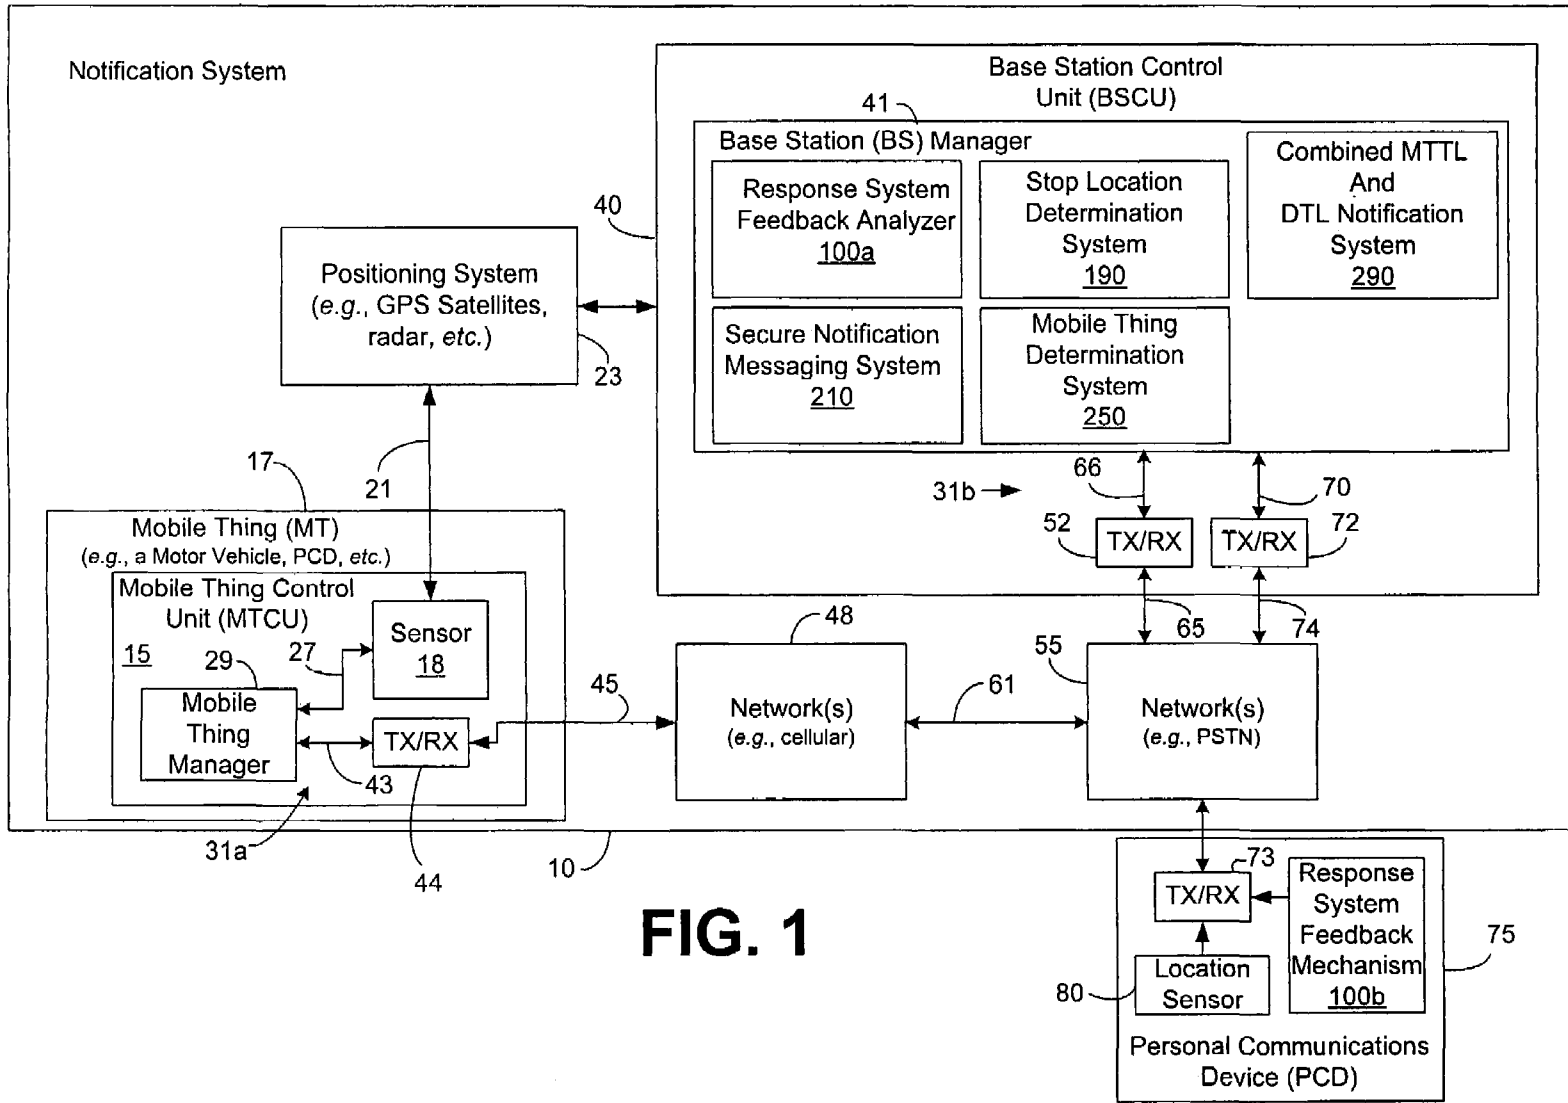 Notification System
Base Station Control
Unit (BSCU)
41
Base Station (BS) Manager
Response System
Feedback Analyzer
100a
Stop Location
Determination
System
190
Combined MTTL
And
DTL Notification
System
290
Secure Notification
Messaging System
210
Mobile Thing
Determination
System
250
40
Positioning System
(e.g., GPS Satellites,
radar, etc.)
23
21
17
66
31b
70
52
TX/RX
TX/RX
72
65
74
Mobile Thing (MT)
(e.g., a Motor Vehicle, PCD, etc.)
Mobile Thing Control
Unit (MTCU)
15
Sensor
18
27
29
Mobile
Thing
Manager
43
TX/RX
44
31a
45
48
Network(s)
(e.g., cellular)
61
55
Network(s)
(e.g., PSTN)
10
73
TX/RX
Response
System
Feedback
Mechanism
100b
75
80
Location
Sensor
Personal Communications
Device (PCD)
FIG. 1